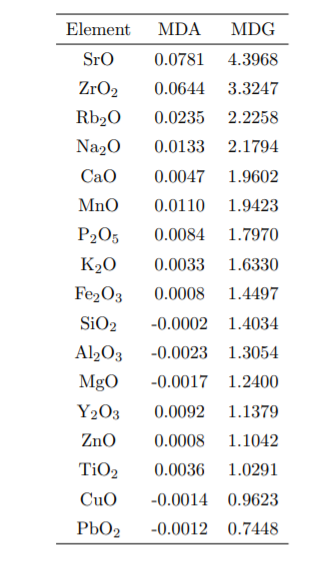 Element MDA MDG
SrO 0.0781 4.3968
ZrO₂ 0.0644 3.3247
Rb₂O 0.0235 2.2258
Na₂O 0.0133 2.1794
CaO 0.0047 1.9602
MnO 0.0110 1.9423
P₂O₅ 0.0084 1.7970
K₂O 0.0033 1.6330
Fe₂O₃ 0.0008 1.4497
SiO₂ -0.0002 1.4034
Al₂O₃ -0.0023 1.3054
MgO -0.0017 1.2400
Y₂O₃ 0.0092 1.1379
ZnO 0.0008 1.1042
TiO₂ 0.0036 1.0291
CuO -0.0014 0.9623
PbO₂ -0.0012 0.7448